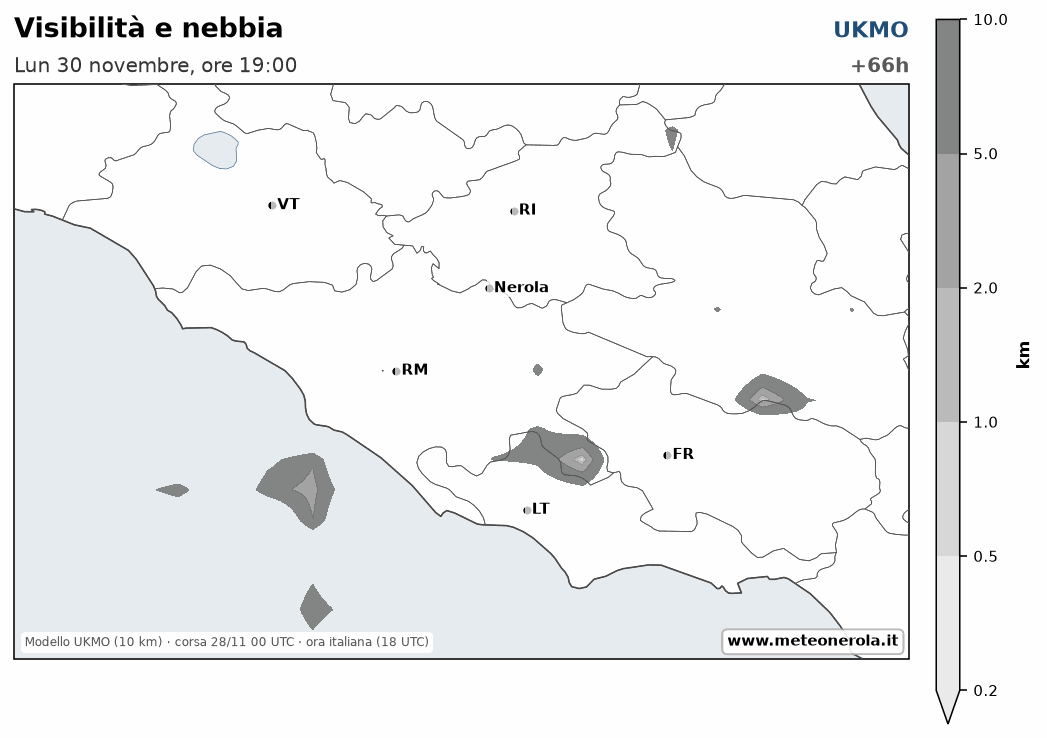 Visibilità e nebbia
UKMO
Lun 30 novembre, ore 19:00
+66h
10.0
5.0
2.0
1.0
0.5
0.2
km
VT
RI
Nerola
RM
FR
LT
Modello UKMO (10 km) · corsa 28/11 00 UTC · ora italiana (18 UTC)
www.meteonerola.it